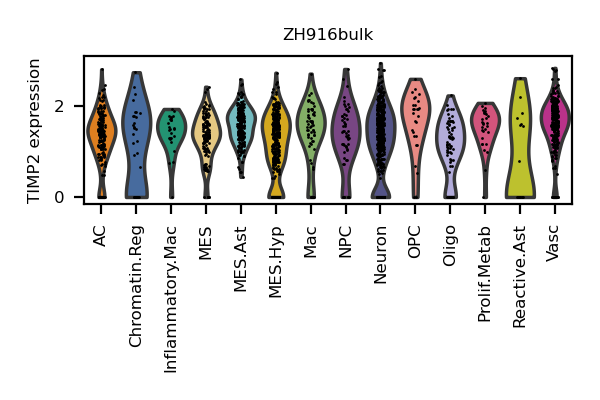 ZH916bulk
TIMP2 expression
2
0
AC
Chromatin.Reg
Inflammatory.Mac
MES
MES.Ast
MES.Hyp
Mac
NPC
Neuron
OPC
Oligo
Prolif.Metab
Reactive.Ast
Vasc